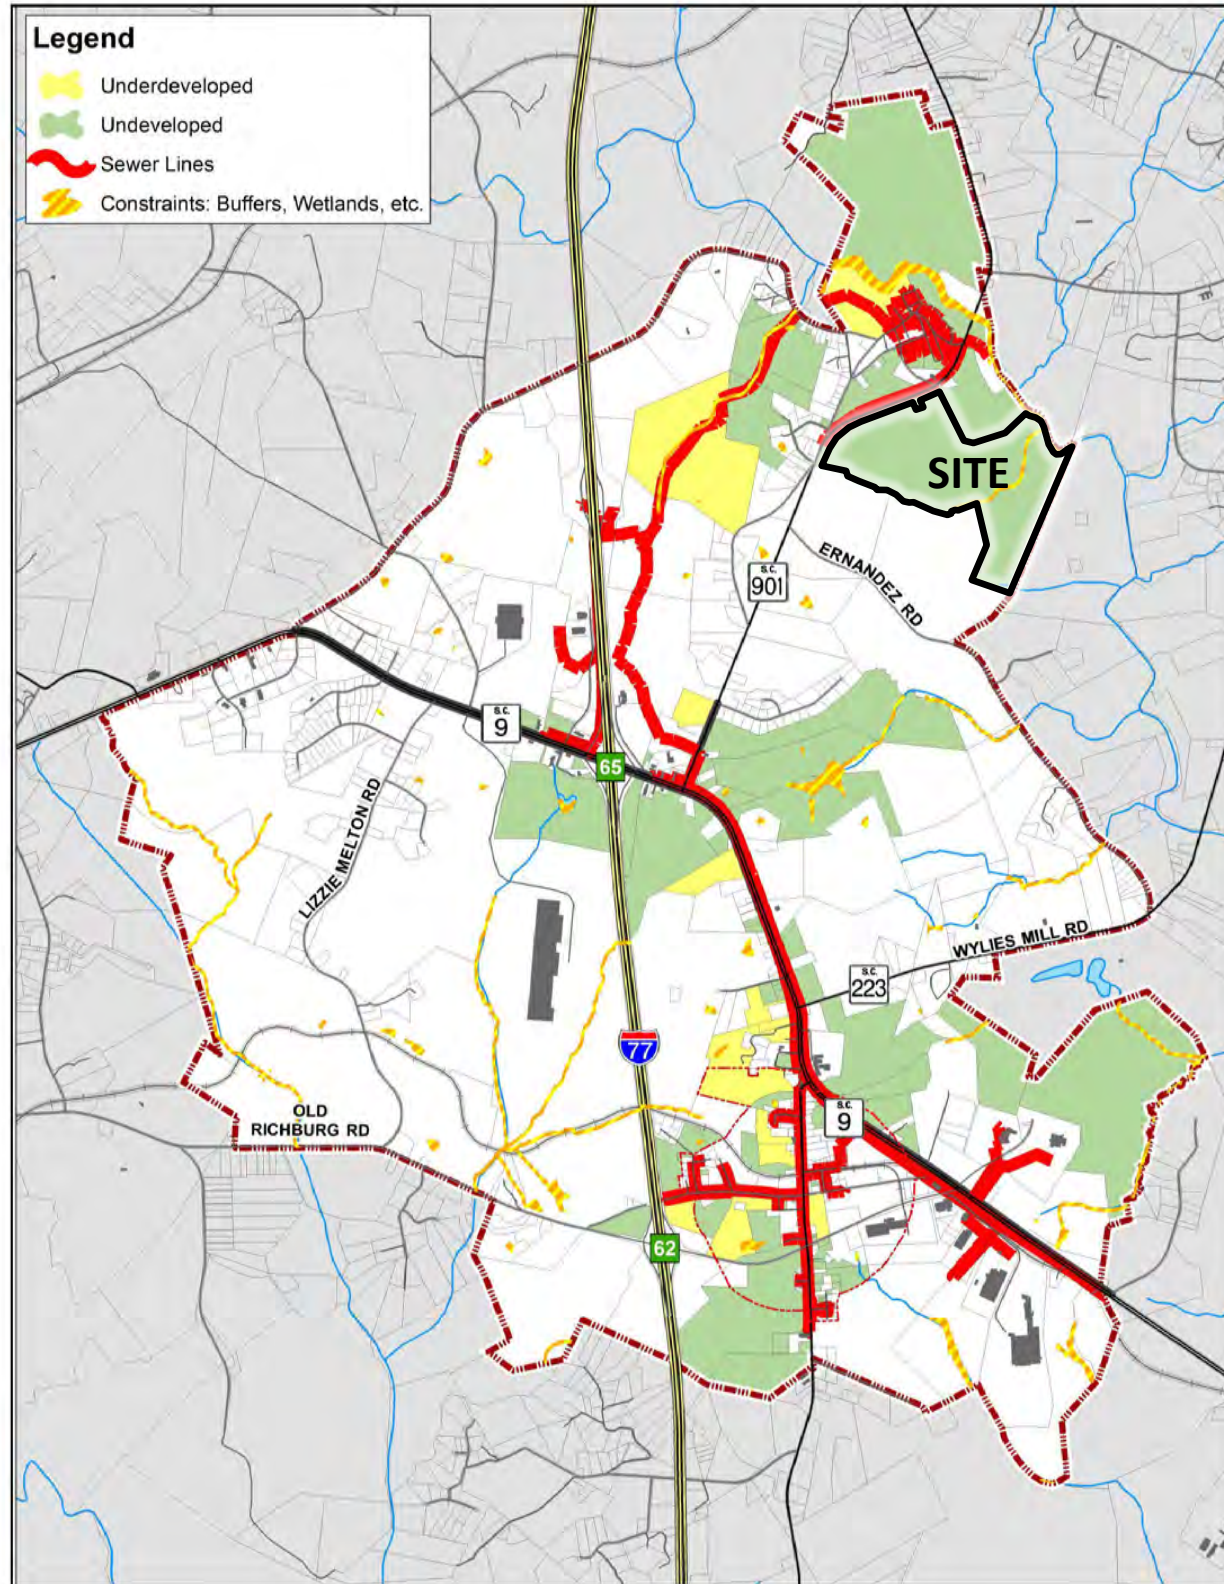 Legend
Underdeveloped
Undeveloped
Sewer Lines
Constraints: Buffers, Wetlands, etc.
SITE
ERNANDEZ RD
S.C.
901
S.C.
9
65
LIZZIE MELTON RD
WYLIES MILL RD
S.C.
223
77
S.C.
9
OLD
RICHBURG RD
62